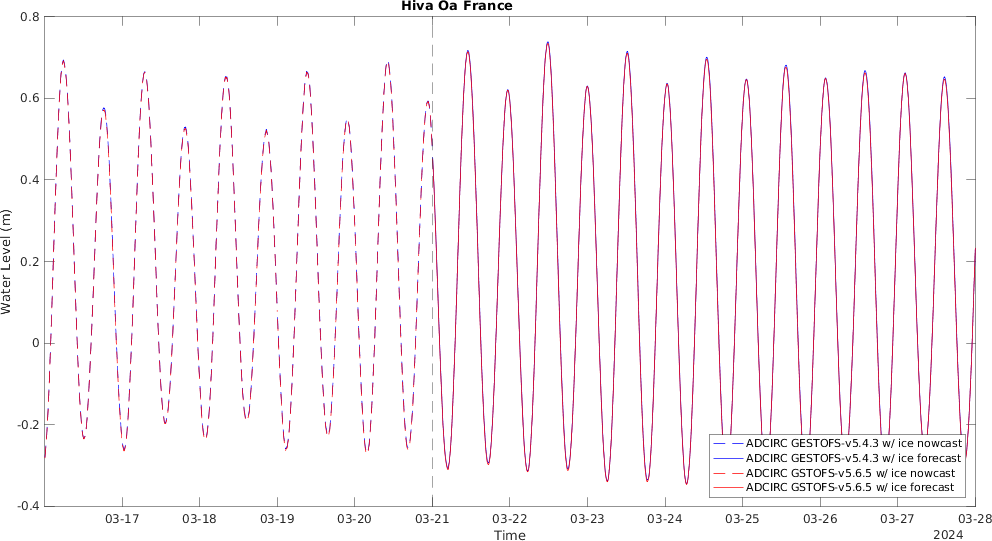 Hiva Oa France
0.8
0.6
0.4
0.2
0
-0.2
-0.4
Water Level (m)
ADCIRC GESTOFS-v5.4.3 w/ ice nowcast
ADCIRC GESTOFS-v5.4.3 w/ ice forecast
ADCIRC GSTOFS-v5.6.5 w/ ice nowcast
ADCIRC GSTOFS-v5.6.5 w/ ice forecast
03-17 03-18 03-19 03-20 03-21 03-22 03-23 03-24 03-25 03-26 03-27 03-28
Time
2024